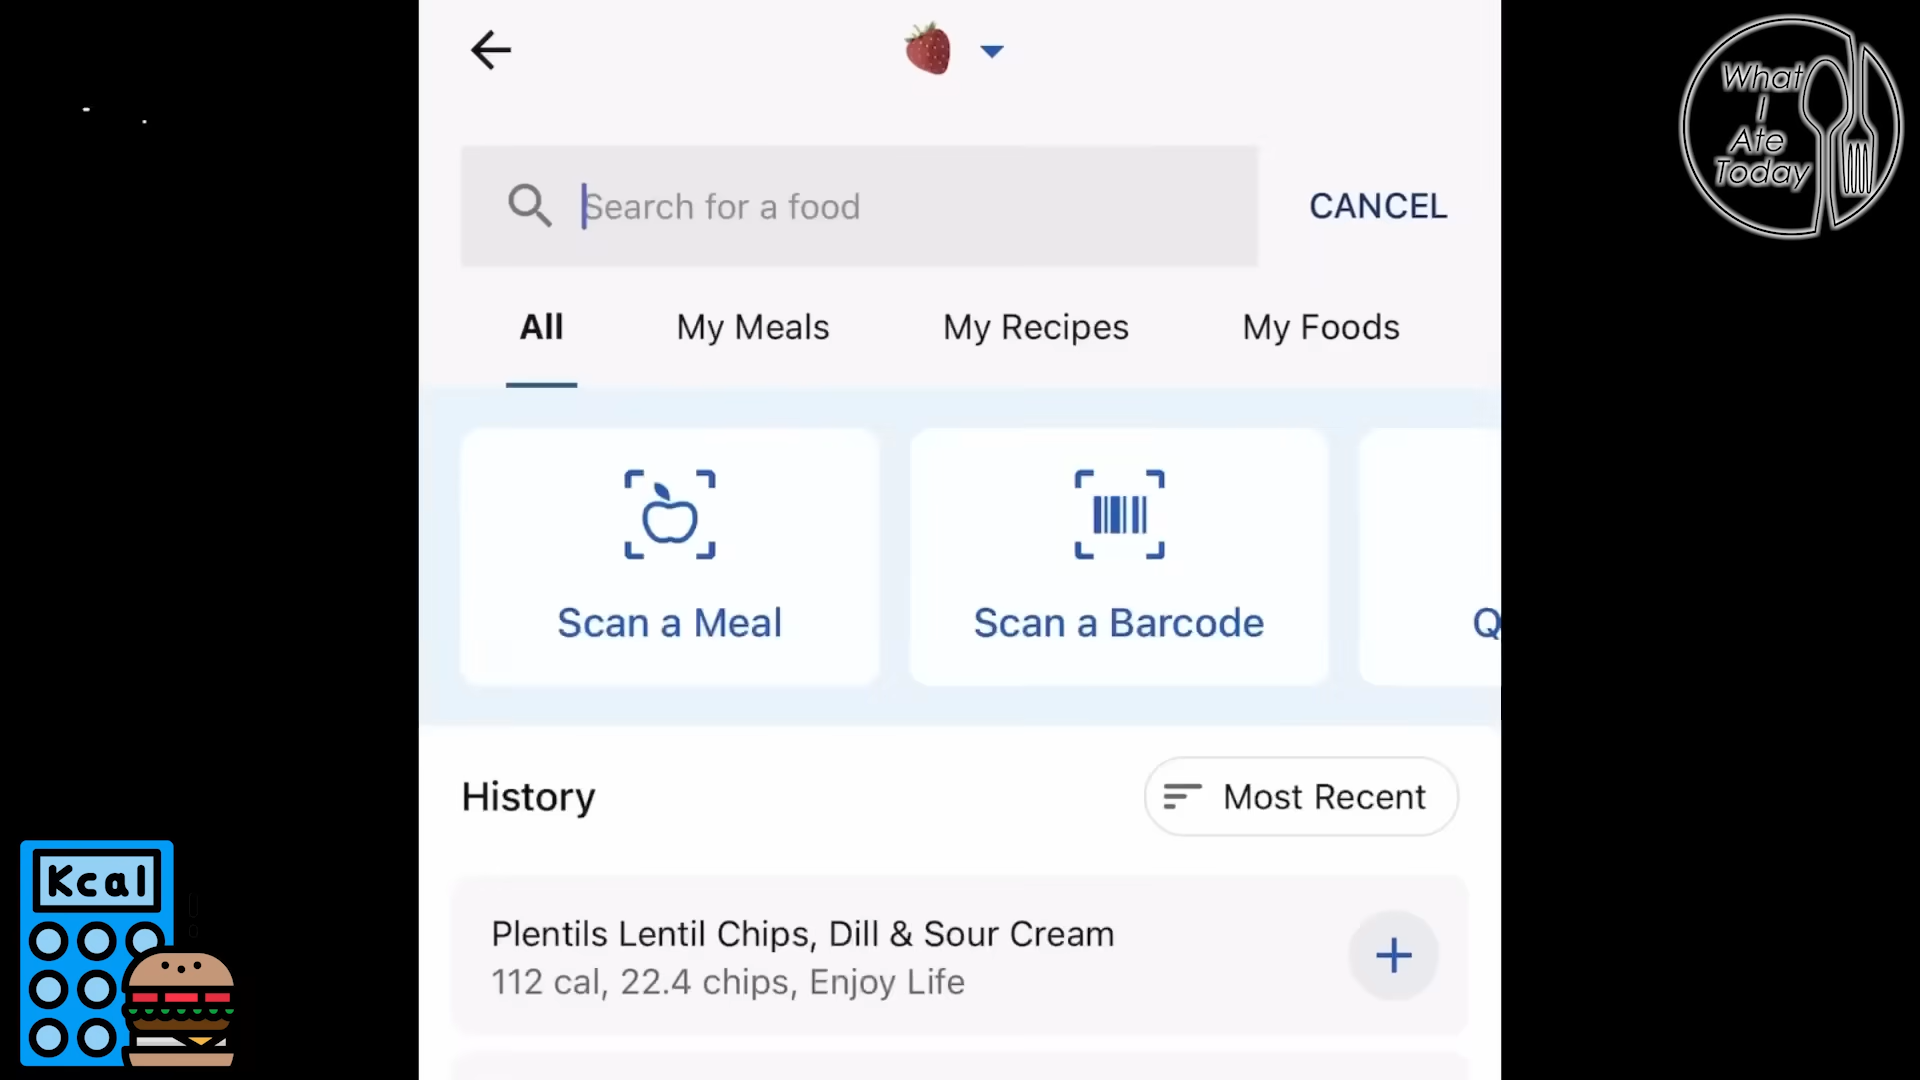 What
I
Ate
Today
Search for a food
CANCEL
All
My Meals
My Recipes
My Foods
Scan a Meal
Scan a Barcode
Q
History
Most Recent
Plentils Lentil Chips, Dill & Sour Cream
112 cal, 22.4 chips, Enjoy Life
Kcal